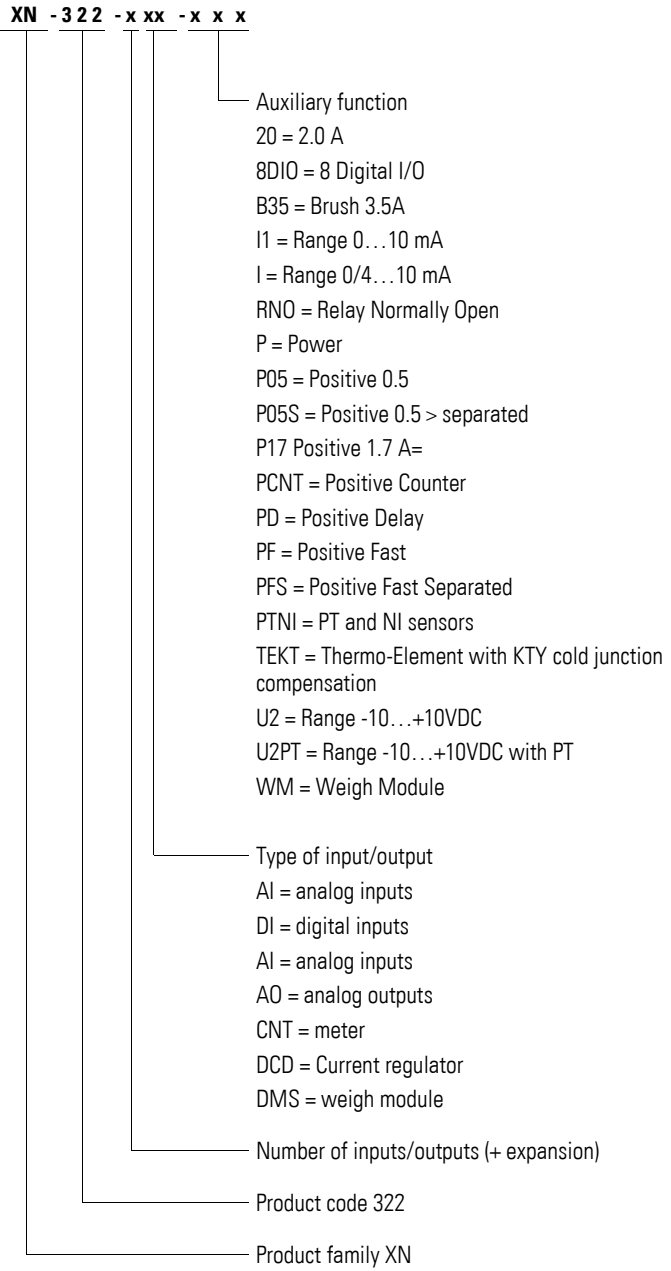 XN -322 -x xx -x x x
Auxiliary function
20 = 2.0 A
8DIO = 8 Digital I/O
B35 = Brush 3.5A
I1 = Range 0…10 mA
I = Range 0/4…10 mA
RNO = Relay Normally Open
P = Power
P05 = Positive 0.5
P05S = Positive 0.5 > separated
P17 Positive 1.7 A=
PCNT = Positive Counter
PD = Positive Delay
PF = Positive Fast
PFS = Positive Fast Separated
PTNI = PT and NI sensors
TEKT = Thermo-Element with KTY cold junction
compensation
U2 = Range -10…+10VDC
U2PT = Range -10…+10VDC with PT
WM = Weigh Module
Type of input/output
AI = analog inputs
DI = digital inputs
AI = analog inputs
AO = analog outputs
CNT = meter
DCD = Current regulator
DMS = weigh module
Number of inputs/outputs (+ expansion)
Product code 322
Product family XN